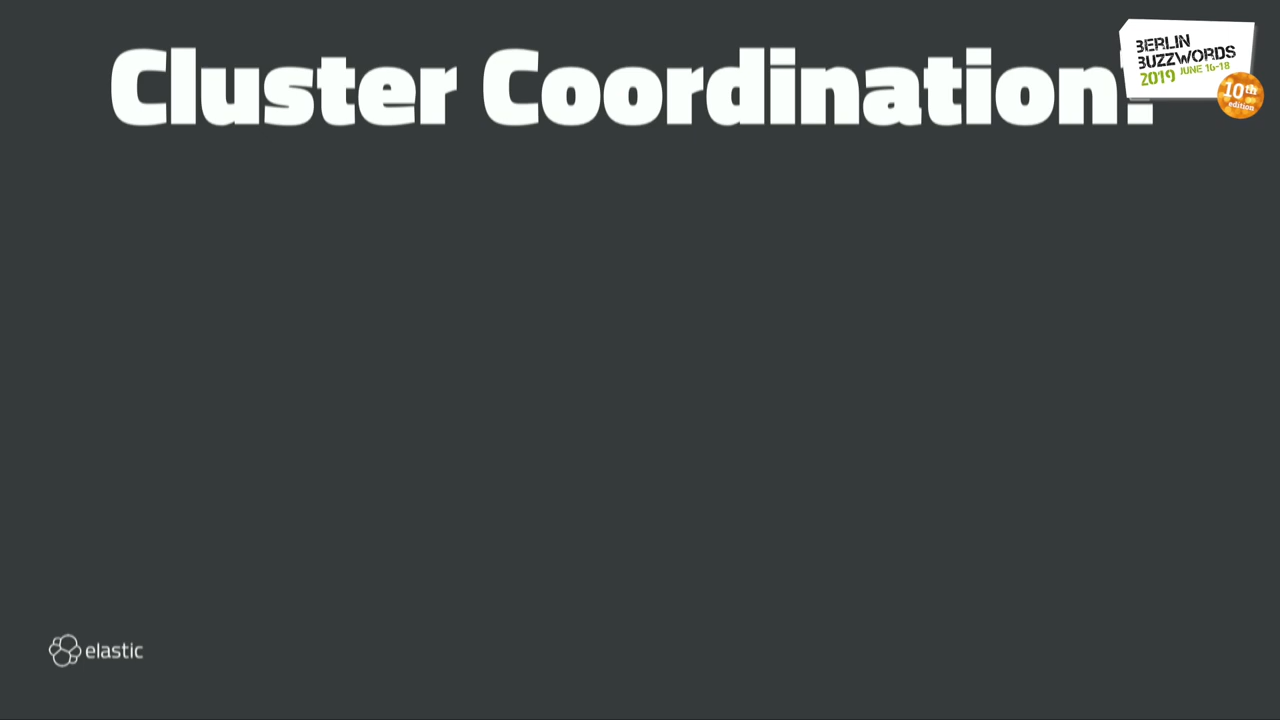 Cluster Coordination?
BERLIN
BUZZWORDS
2019 JUNE 16-18
10th
edition
elastic